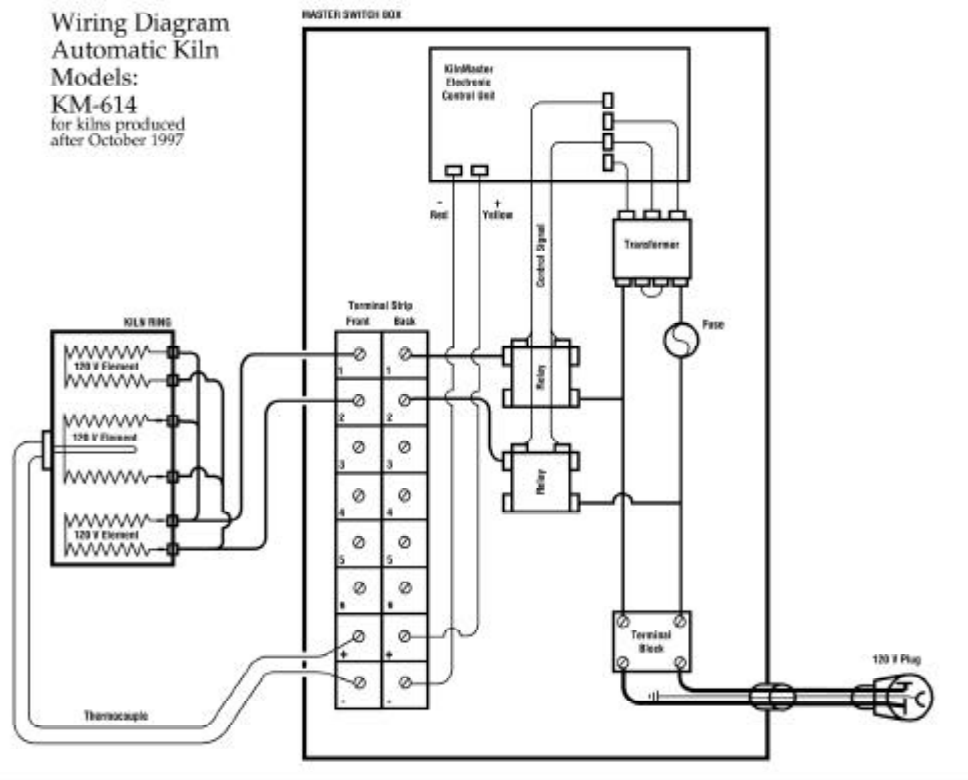 Wiring Diagram
Automatic Kiln
Models:
KM-614
for kilns produced
after October 1997
MASTER SWITCH BOX
KilnMaster
Electronic
Control Unit
-
Red
+
Yellow
Control Signal
Transformer
Fuse
Terminal Strip
Front Back
KILN RING
120 V Element
120 V Element
120 V Element
1 1
2 2
3 3
4 4
5 5
6 6
+ +
- -
Relay
Relay
Terminal
Block
120 V Plug
Thermocouple